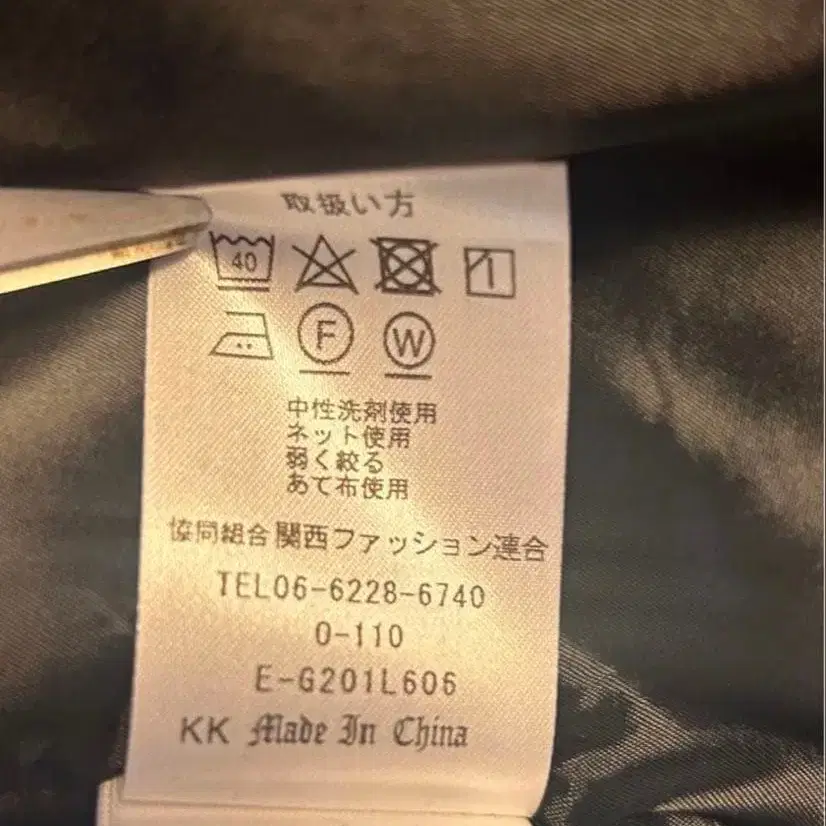 取扱い方
40
F W
中性洗剤使用
ネット使用
弱く絞る
あて布使用
協同組合関西ファッション連合
TEL06-6228-6740
0-110
E-G201L606
KK Made In China